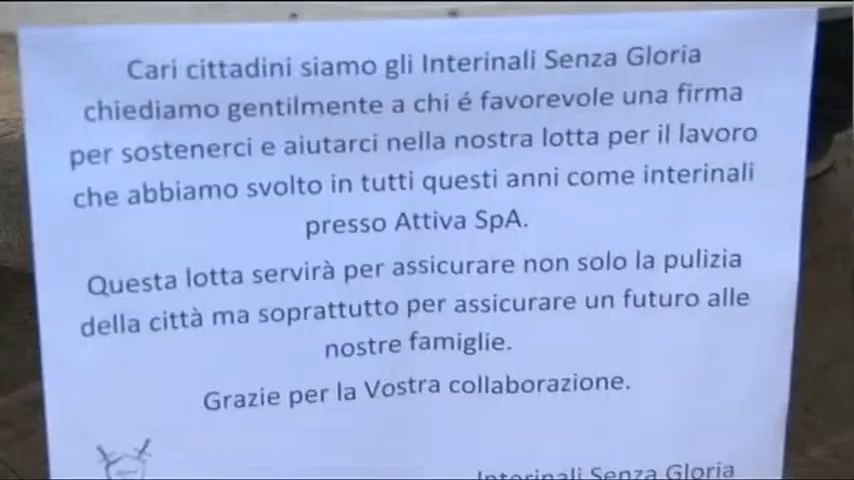 Cari cittadini siamo gli Interinali Senza Gloria
chiediamo gentilmente a chi é favorevole una firma
per sostenerci e aiutarci nella nostra lotta per il lavoro
che abbiamo svolto in tutti questi anni come interinali
presso Attiva SpA.
Questa lotta servirà per assicurare non solo la pulizia
della città ma soprattutto per assicurare un futuro alle
nostre famiglie.
Grazie per la Vostra collaborazione.
Interinali Senza Gloria